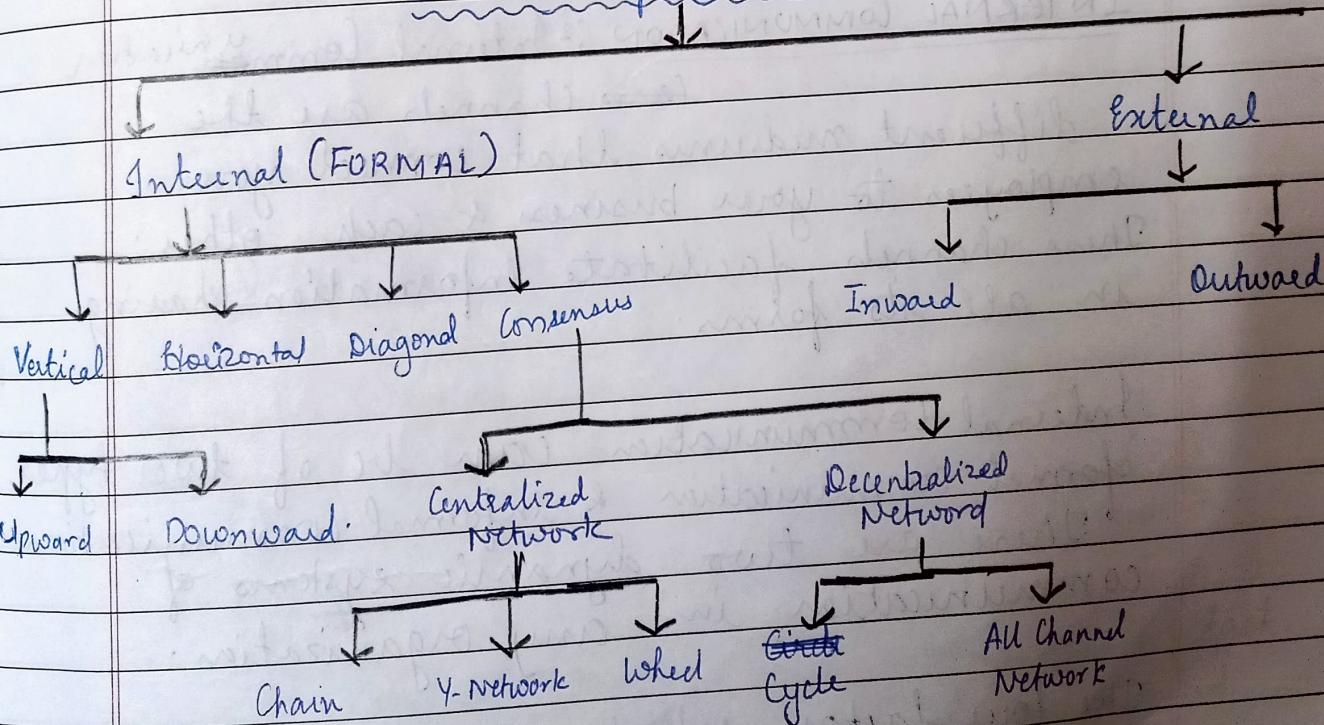 External
Internal (FORMAL)
Inward
Outward
Vertical
Horizontal
Diagonal
Consensus
Upward
Downward.
Centralized
Network
Decentralized
Netword
Chain
Y-Network
Wheel
Cycle
All Channel
Network